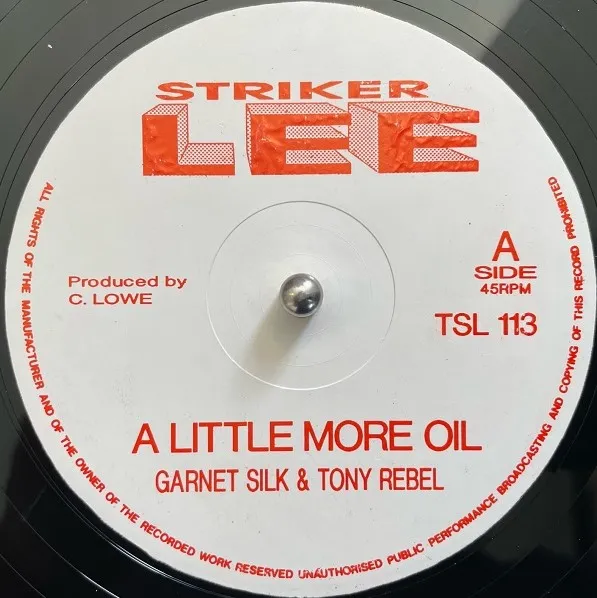 STRIKER
LEE
A
SIDE
45RPM
TSL 113
Produced by
C. LOWE
A LITTLE MORE OIL
GARNET SILK & TONY REBEL
ALL RIGHTS OF THE MANUFACTURER AND OF THE OWNER OF THE RECORDED WORK RESERVED UNAUTHORISED PUBLIC PERFORMANCE BROADCASTING AND COPYING OF THIS RECORD PROHIBITED